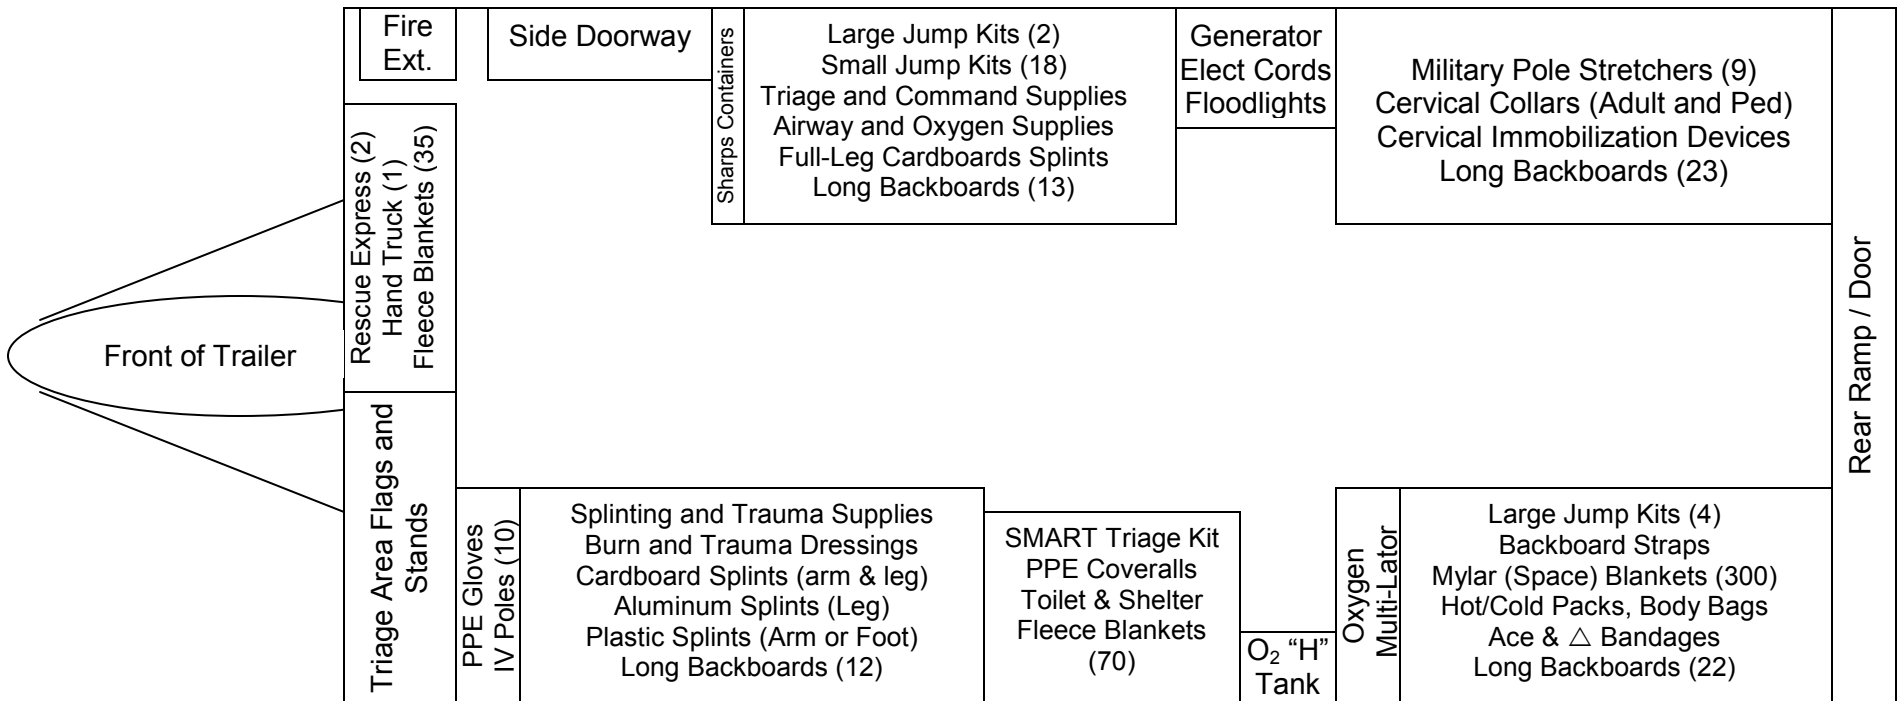 Fire
Ext.
Side Doorway
Sharps Containers
Large Jump Kits (2)
Small Jump Kits (18)
Triage and Command Supplies
Airway and Oxygen Supplies
Full-Leg Cardboards Splints
Long Backboards (13)
Generator
Elect Cords
Floodlights
Military Pole Stretchers (9)
Cervical Collars (Adult and Ped)
Cervical Immobilization Devices
Long Backboards (23)
Rescue Express (2)
Hand Truck (1)
Fleece Blankets (35)
Front of Trailer
Rear Ramp / Door
Triage Area Flags and
Stands
PPE Gloves
IV Poles (10)
Splinting and Trauma Supplies
Burn and Trauma Dressings
Cardboard Splints (arm & leg)
Aluminum Splints (Leg)
Plastic Splints (Arm or Foot)
Long Backboards (12)
SMART Triage Kit
PPE Coveralls
Toilet & Shelter
Fleece Blankets
(70)
O₂ “H”
Tank
Oxygen
Multi-Lator
Large Jump Kits (4)
Backboard Straps
Mylar (Space) Blankets (300)
Hot/Cold Packs, Body Bags
Ace & △ Bandages
Long Backboards (22)